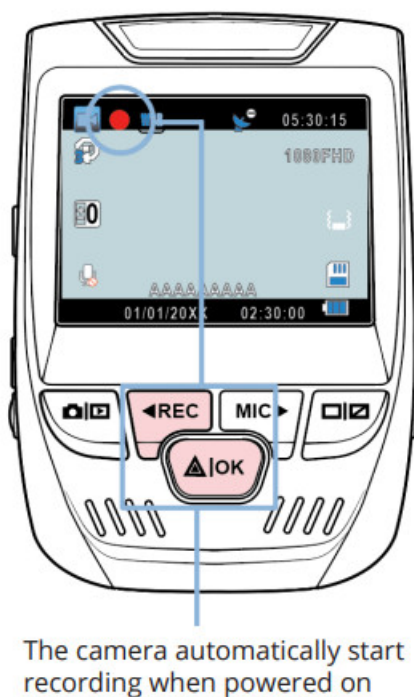 05:30:15
1080FHD
0
AAAAAAAAA
01/01/20XX 02:30:00
◄REC MIC►
|OK
The camera automatically start
recording when powered on